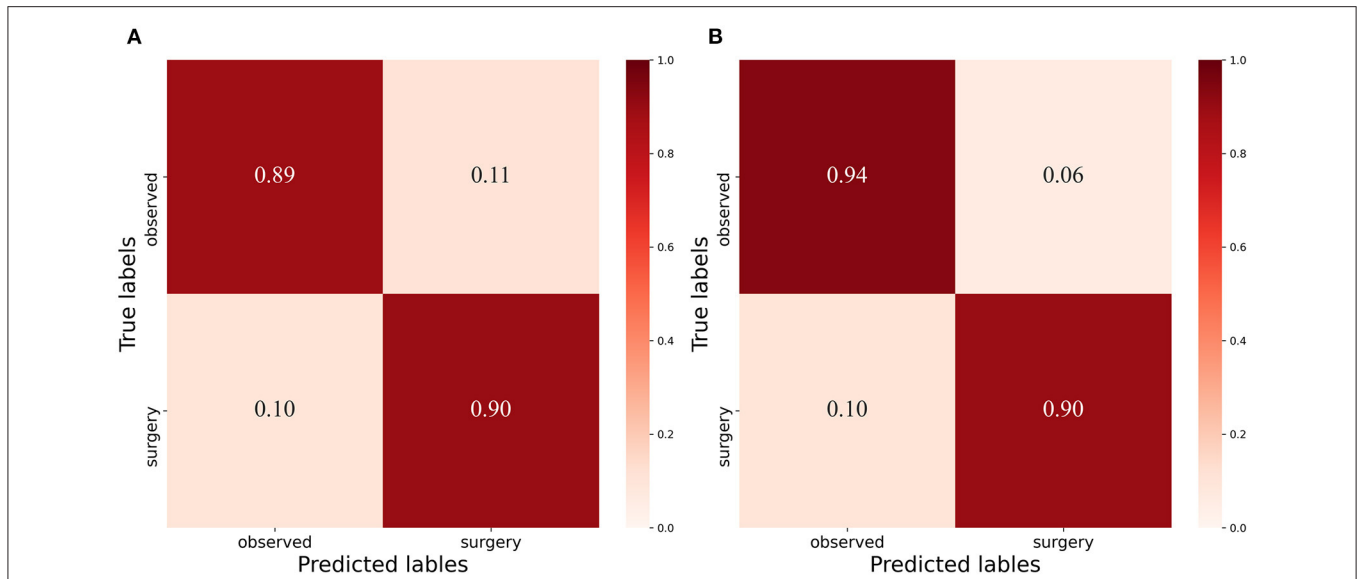 A
True labels
observed
surgery
0.89
0.11
0.10
0.90
observed
surgery
Predicted lables
1.0
0.8
0.6
0.4
0.2
0.0
B
True labels
observed
surgery
0.94
0.06
0.10
0.90
observed
surgery
Predicted lables
1.0
0.8
0.6
0.4
0.2
0.0